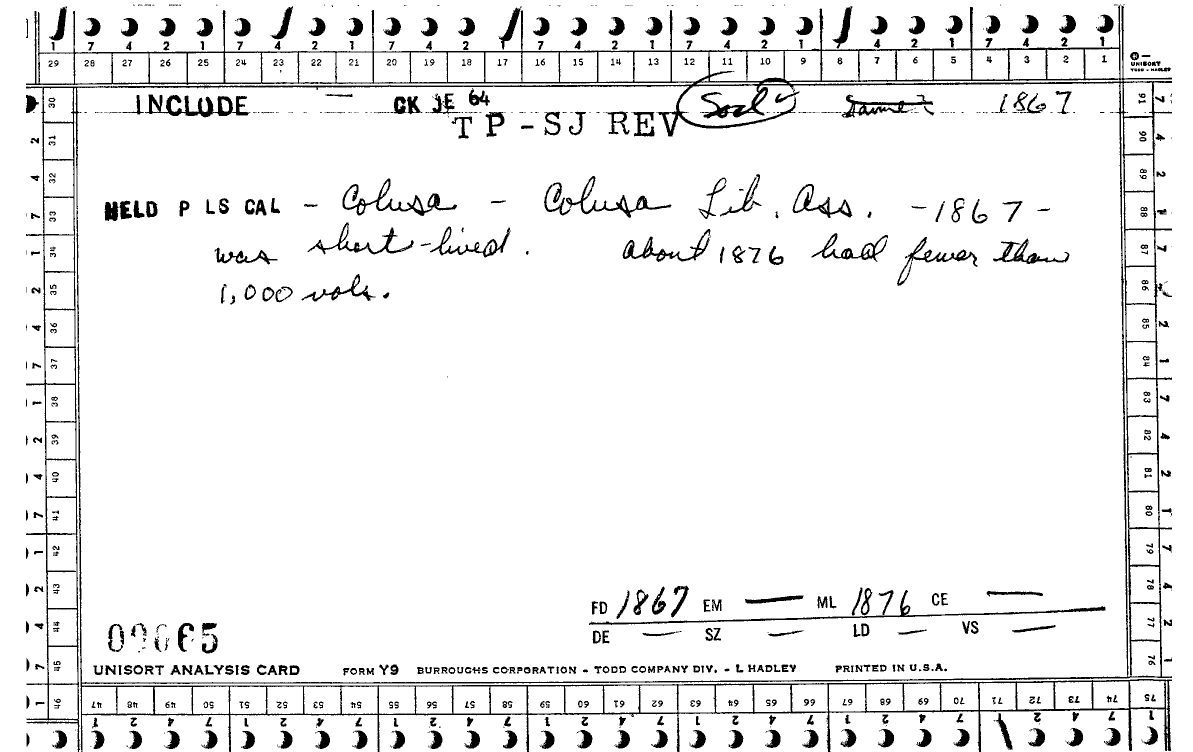 7 4 2 1 7 4 2 1 7 4 2 1 7 4 2 1 7 4 2 1 7 4 2 1 7 4 2 1
29 28 27 26 25 24 23 22 21 20 19 18 17 16 15 14 13 12 11 10 9 8 7 6 5 4 3 2 1
UNISORT
TODD - HADLEY
INCLUDE — CK JE 64 Socl 1867
TP-SJ REV
HELD P LS CAL - Colusa - Colusa Lib. Ass. -1867-
was short-lived. about 1876 had fewer than
1,000 vols.
30
31
32
33
34
35
36
37
38
39
40
41
42
43
44
45
46
91
90
89
88
87
86
85
84
83
82
81
80
79
78
77
76
75
FD 1867 EM — ML 1876 CE —
DE — SZ — LD — VS —
UNISORT ANALYSIS CARD FORM Y9 BURROUGHS CORPORATION - TODD COMPANY DIV. - L HADLEY PRINTED IN U.S.A.
47 48 49 50 51 52 53 54 55 56 57 58 59 60 61 62 63 64 65 66 67 68 69 70 71 72 73 74